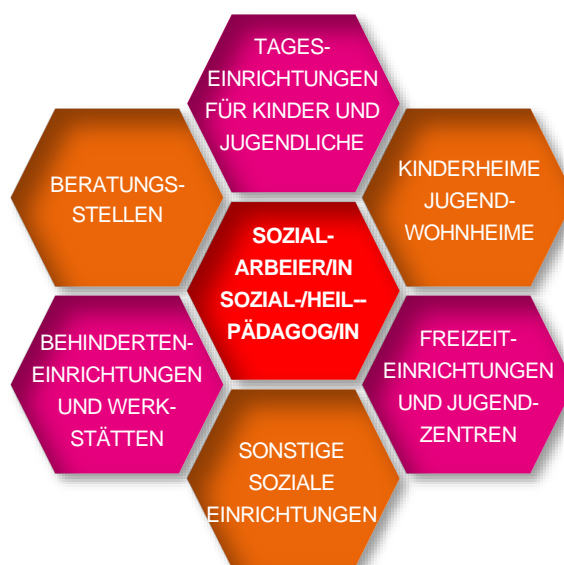 TAGES-
EINRICHTUNGEN
FÜR KINDER UND
JUGENDLICHE
BERATUNGS-
STELLEN
KINDERHEIME
JUGEND-
WOHNHEIME
SOZIAL-
ARBEIER/IN
SOZIAL-/HEIL--
PÄDAGOG/IN
BEHINDERTEN-
EINRICHTUNGEN
UND WERK-
STÄTTEN
FREIZEIT-
EINRICHTUNGEN
UND JUGEND-
ZENTREN
SONSTIGE
SOZIALE
EINRICHTUNGEN